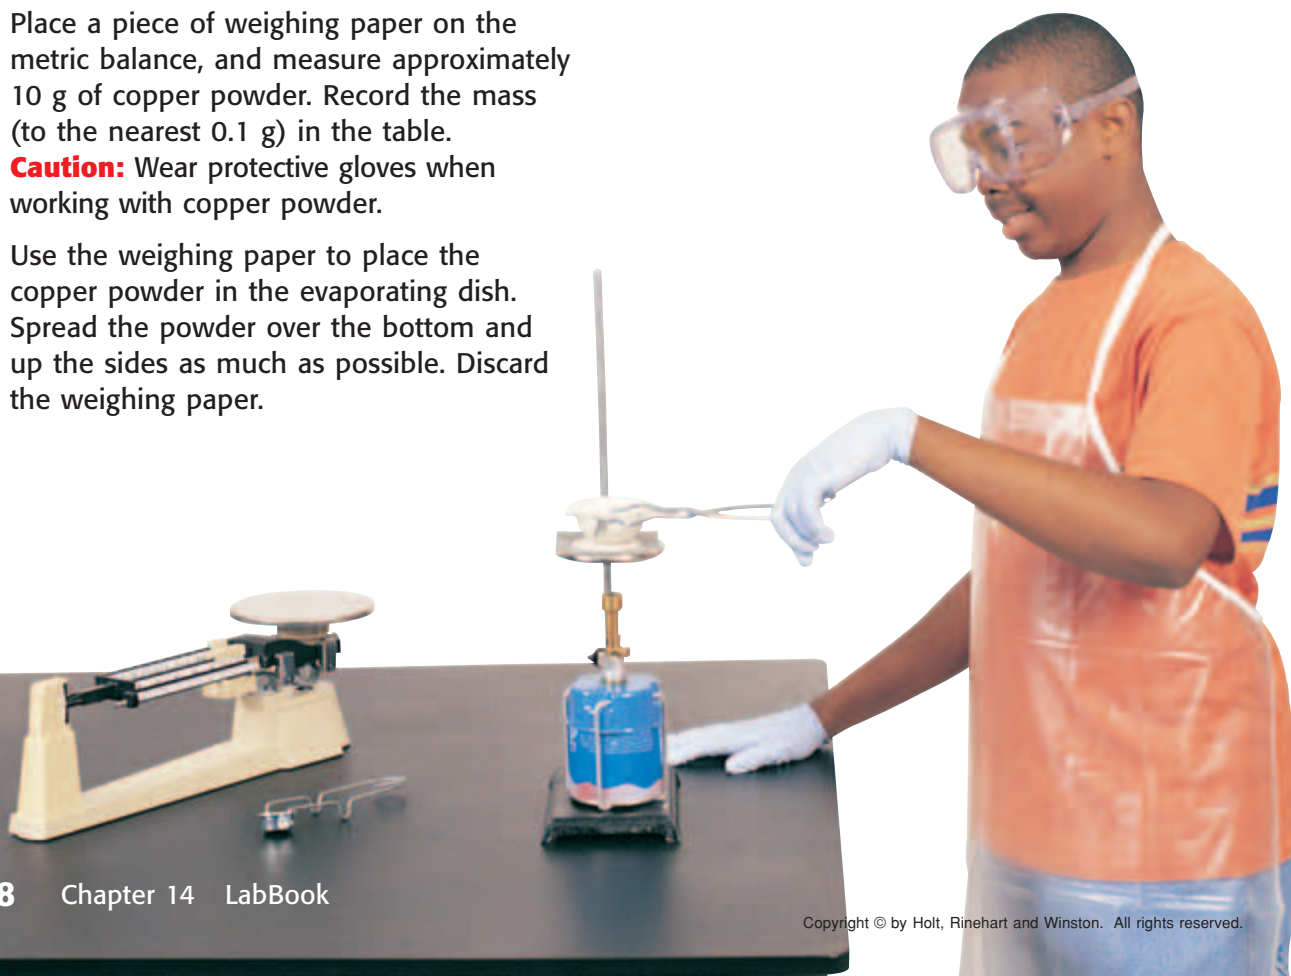 Place a piece of weighing paper on the
metric balance, and measure approximately
10 g of copper powder. Record the mass
(to the nearest 0.1 g) in the table.
Caution: Wear protective gloves when
working with copper powder.
Use the weighing paper to place the
copper powder in the evaporating dish.
Spread the powder over the bottom and
up the sides as much as possible. Discard
the weighing paper.
8 Chapter 14 LabBook
Copyright © by Holt, Rinehart and Winston. All rights reserved.